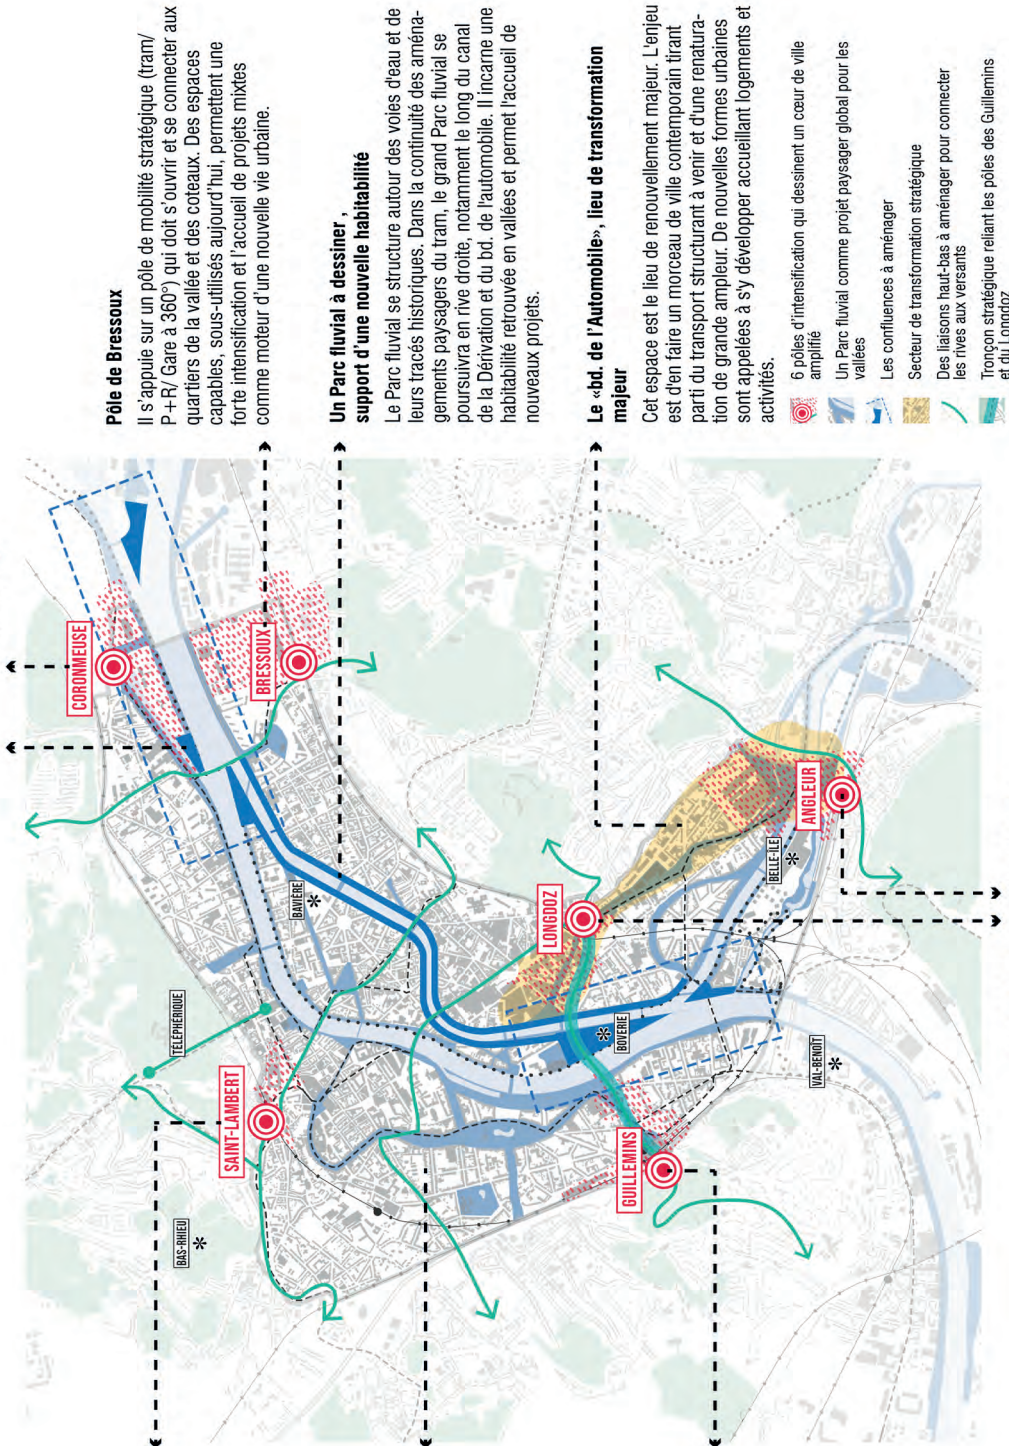 Pôle de Bressoux
Il s'appuie sur un pôle de mobilité stratégique (tram/
P+R/ Gare à 360°) qui doit s'ouvrir et se connecter aux
quartiers de la vallée et des coteaux. Des espaces
capables, sous-utilisés aujourd'hui, permettent une
forte intensification et l'accueil de projets mixtes
comme moteur d'une nouvelle vie urbaine.
Un Parc fluvial à dessiner ,
support d'une nouvelle habitabilité
Le Parc fluvial se structure autour des voies d'eau et de
leurs tracés historiques. Dans la continuité des aména-
gements paysagers du tram, le grand Parc fluvial se
poursuivra en rive droite, notamment le long du canal
de la Dérivation et du bd. de l'automobile. Il incarne une
habitabilité retrouvée en vallées et permet l'accueil de
nouveaux projets.
Le «bd. de l'Automobile», lieu de transformation
majeur
Cet espace est le lieu de renouvellement majeur. L'enjeu
est d'en faire un morceau de ville contemporain tirant
parti du transport structurant à venir et d'une renatura-
tion de grande ampleur. De nouvelles formes urbaines
sont appelées à s'y développer accueillant logements et
activités.
6 pôles d'intensification qui dessinent un cœur de ville
amplifié
Un Parc fluvial comme projet paysager global pour les
vallées
Les confluences à aménager
Secteur de transformation stratégique
Des liaisons haut-bas à aménager pour connecter
les rives aux versants
Tronçon stratégique reliant les pôles des Guillemins
et du Longdoz
CORONMEUSE
BRESSOUX
BAVIÈRE
TÉLÉPHÉRIQUE
SAINT-LAMBERT
BAS-RHIEU
LONGDOZ
ANGLEUR
BELLE-ÎLE
BOVERIE
VAL-BENOÎT
GUILLEMINS